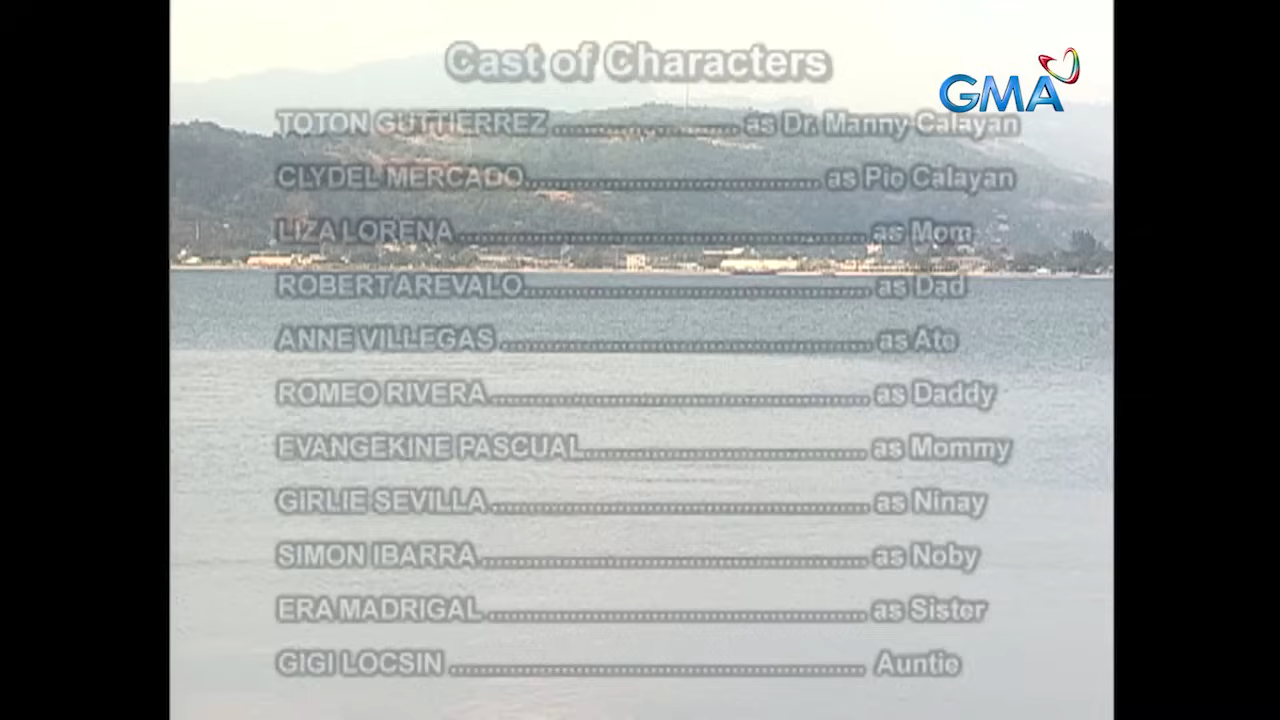 Cast of Characters
GMA
TOTON GUTTIERREZ ........................ as Dr. Manny Calayan
CLYDEL MERCADO........................................ as Pio Calayan
LIZA LORENA ........................................................ as Mom
ROBERT AREVALO............................................... as Dad
ANNE VILLEGAS .................................................. as Ate
ROMEO RIVERA................................................... as Daddy
EVANGEKINE PASCUAL...................................... as Mommy
GIRLIE SEVILLA ................................................... as Ninay
SIMON IBARRA .................................................... as Noby
ERA MADRIGAL ................................................... as Sister
GIGI LOCSIN ........................................................ Auntie